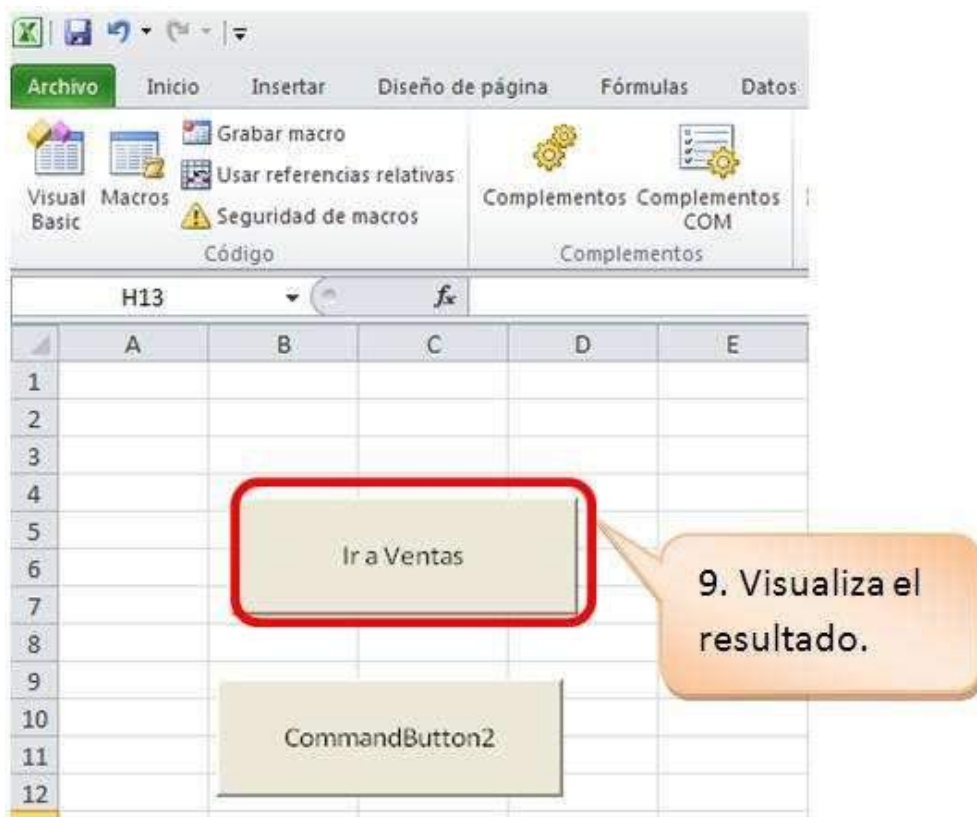 Archivo Inicio Insertar Diseño de página Fórmulas Datos
Grabar macro
Usar referencias relativas
Seguridad de macros
Visual Basic
Macros
Código
Complementos
Complementos COM
Complementos
H13
fx
A B C D E
1
2
3
4
5
6
7
8
9
10
11
12
Ir a Ventas
CommandButton2
9. Visualiza el
resultado.